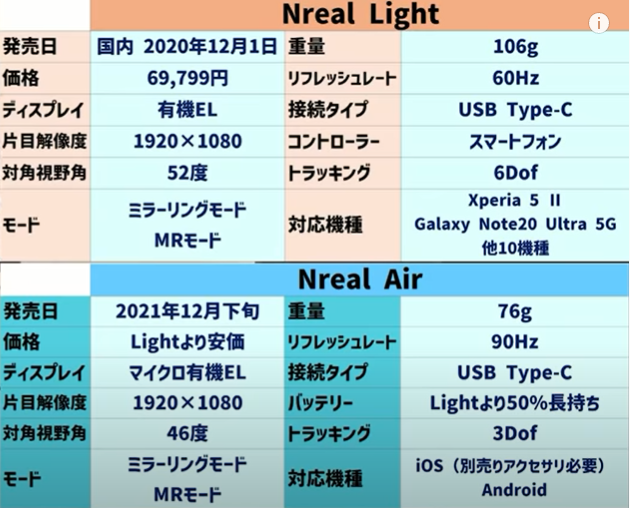 Nreal Light
発売日 国内 2020年12月1日 重量 106g
価格 69,799円 リフレッシュレート 60Hz
ディスプレイ 有機EL 接続タイプ USB Type-C
片目解像度 1920×1080 コントローラー スマートフォン
対角視野角 52度 トラッキング 6Dof
モード ミラーリングモード MRモード 対応機種 Xperia 5 II
Galaxy Note20 Ultra 5G
他10機種
Nreal Air
発売日 2021年12月下旬 重量 76g
価格 Lightより安価 リフレッシュレート 90Hz
ディスプレイ マイクロ有機EL 接続タイプ USB Type-C
片目解像度 1920×1080 バッテリー Lightより50%長持ち
対角視野角 46度 トラッキング 3Dof
モード ミラーリングモード MRモード 対応機種 iOS（別売りアクセサリ必要）
Android